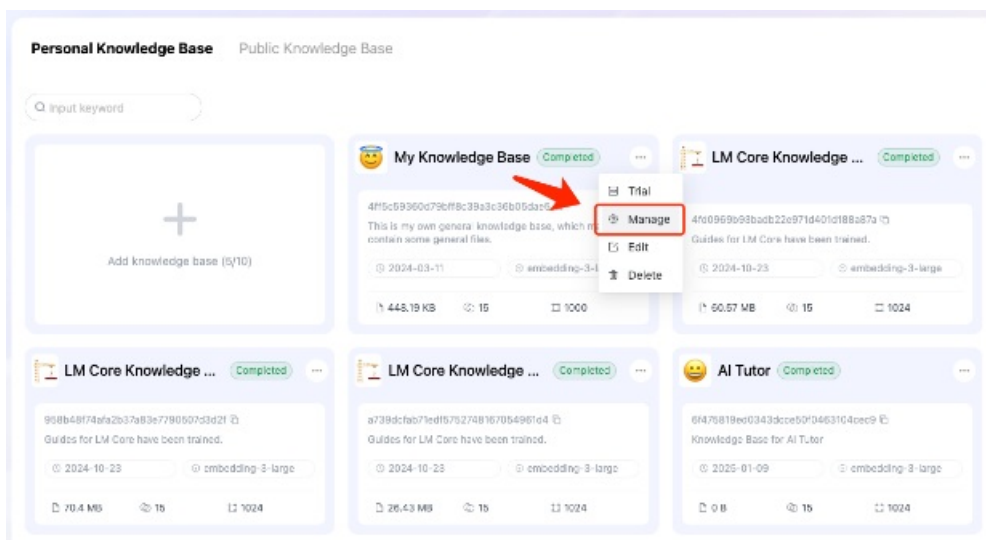 Personal Knowledge Base Public Knowledge Base
Input keyword
Add knowledge base (5/10)
My Knowledge Base Completed
Trial
Manage
Edit
Delete
This is my own general knowledge base, which
contain some general files.
2024-03-11
448.19 KB 15 1000
LM Core Knowledge ... Completed
Guides for LM Core have been trained.
2024-10-23 embedding-3-large
60.57 MB 15 1024
LM Core Knowledge ... Completed
Guides for LM Core have been trained.
2024-10-23 embedding-3-large
70.4 MB 15 1024
LM Core Knowledge ... Completed
Guides for LM Core have been trained.
2024-10-23 embedding-3-large
26.43 MB 15 1024
AI Tutor Completed
Knowledge Base for AI Tutor
2025-01-09 embedding-3-large
0 B 15 1024